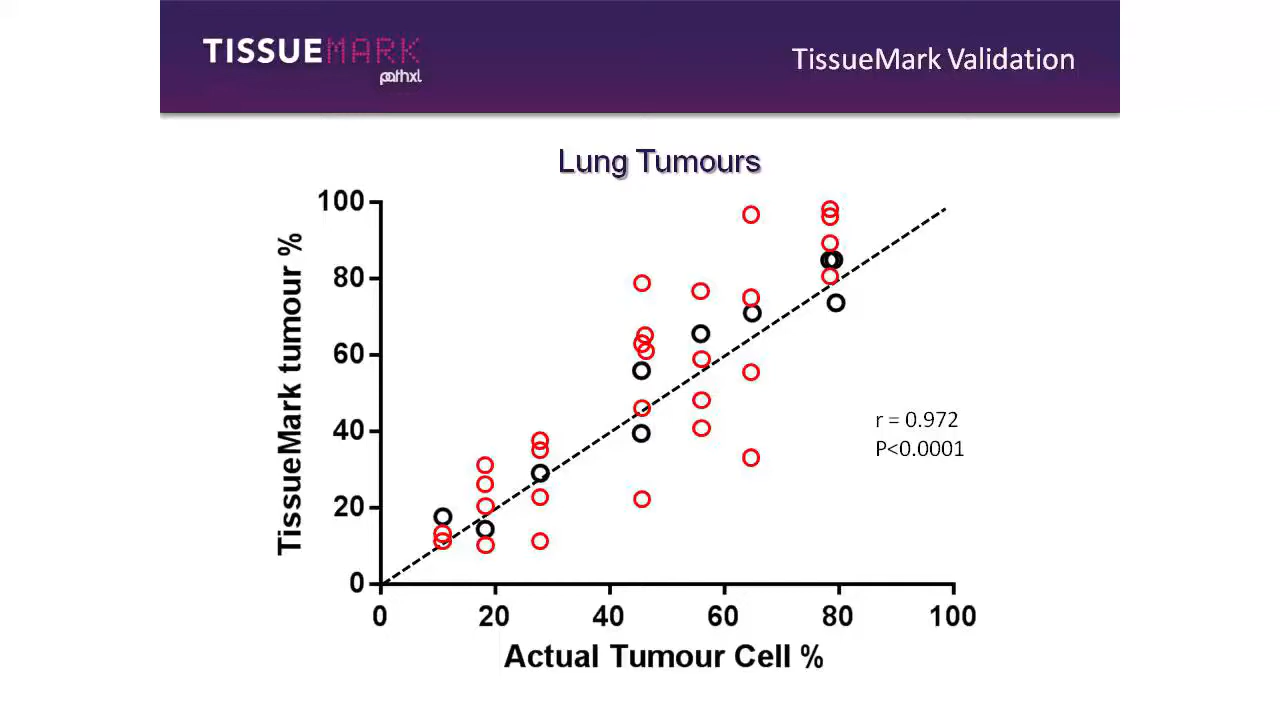 TISSUEMARK
pathxl
TissueMark Validation
Lung Tumours
TissueMark tumour %
100
80
60
40
20
0
r = 0.972
P<0.0001
0 20 40 60 80 100
Actual Tumour Cell %